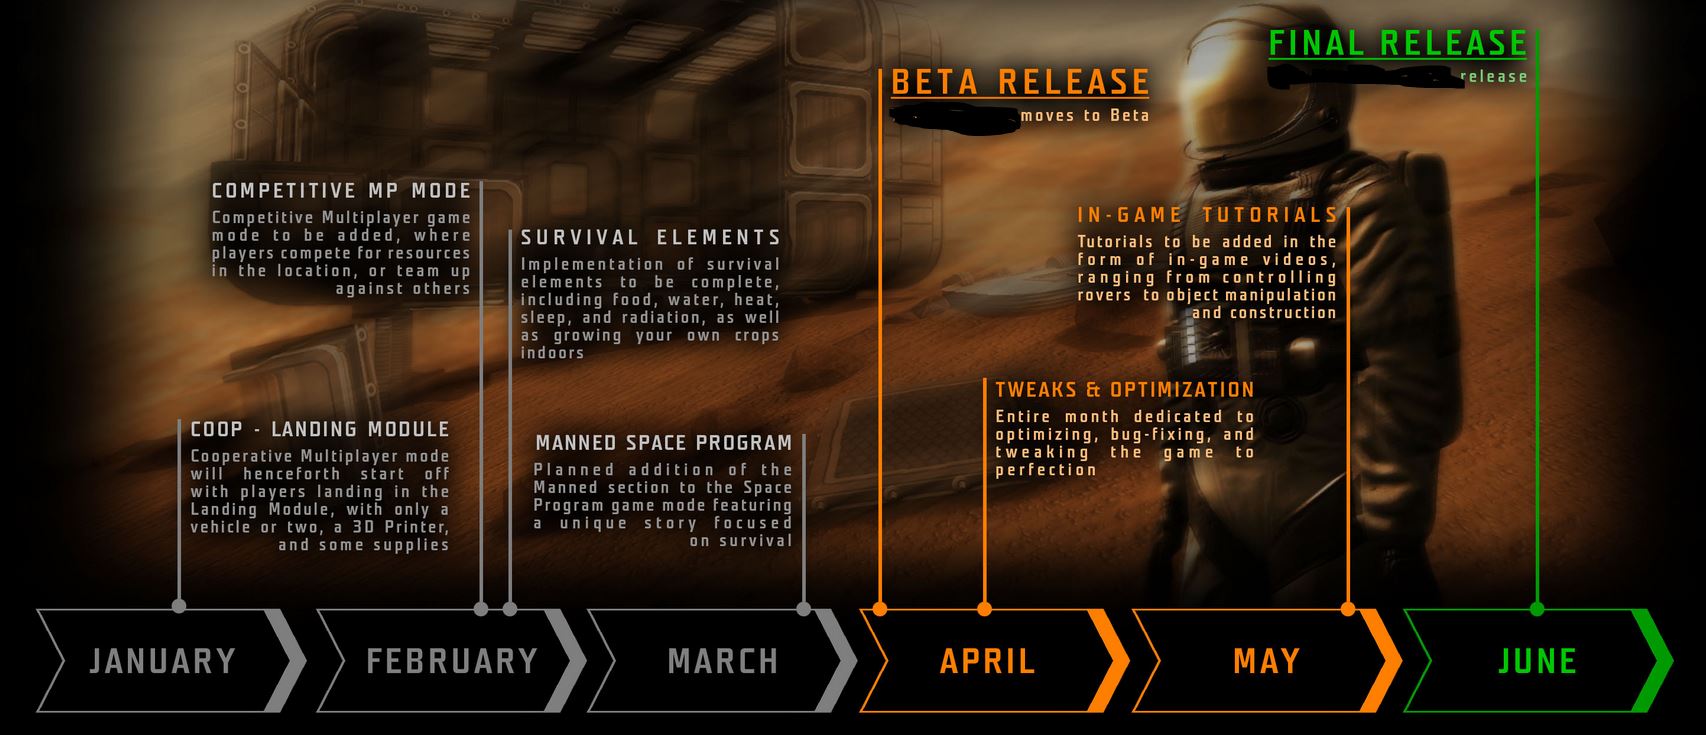 FINAL RELEASE
release
BETA RELEASE
moves to Beta
COMPETITIVE MP MODE
Competitive Multiplayer game
mode to be added, where
players compete for resources
in the location, or team up
against others
SURVIVAL ELEMENTS
Implementation of survival
elements to be complete,
including food, water, heat,
sleep, and radiation, as well
as growing your own crops
indoors
IN-GAME TUTORIALS
Tutorials to be added in the
form of in-game videos,
ranging from controlling
rovers to object manipulation
and construction
TWEAKS & OPTIMIZATION
Entire month dedicated to
optimizing, bug-fixing, and
tweaking the game to
perfection
COOP - LANDING MODULE
Cooperative Multiplayer mode
will henceforth start off
with players landing in the
Landing Module, with only a
vehicle or two, a 3D Printer,
and some supplies
MANNED SPACE PROGRAM
Planned addition of the
Manned section to the Space
Program game mode featuring
a unique story focused
on survival
JANUARY
FEBRUARY
MARCH
APRIL
MAY
JUNE